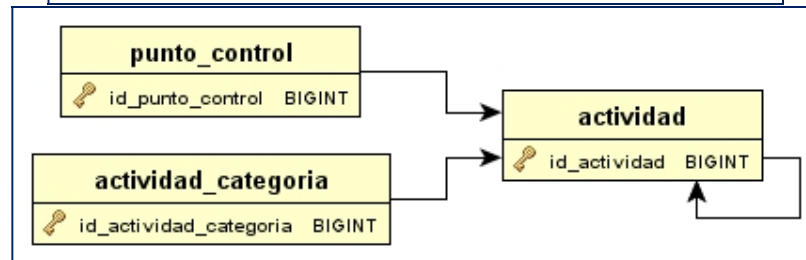 punto_control
id_punto_control BIGINT
actividad
id_actividad BIGINT
actividad_categoria
id_actividad_categoria BIGINT